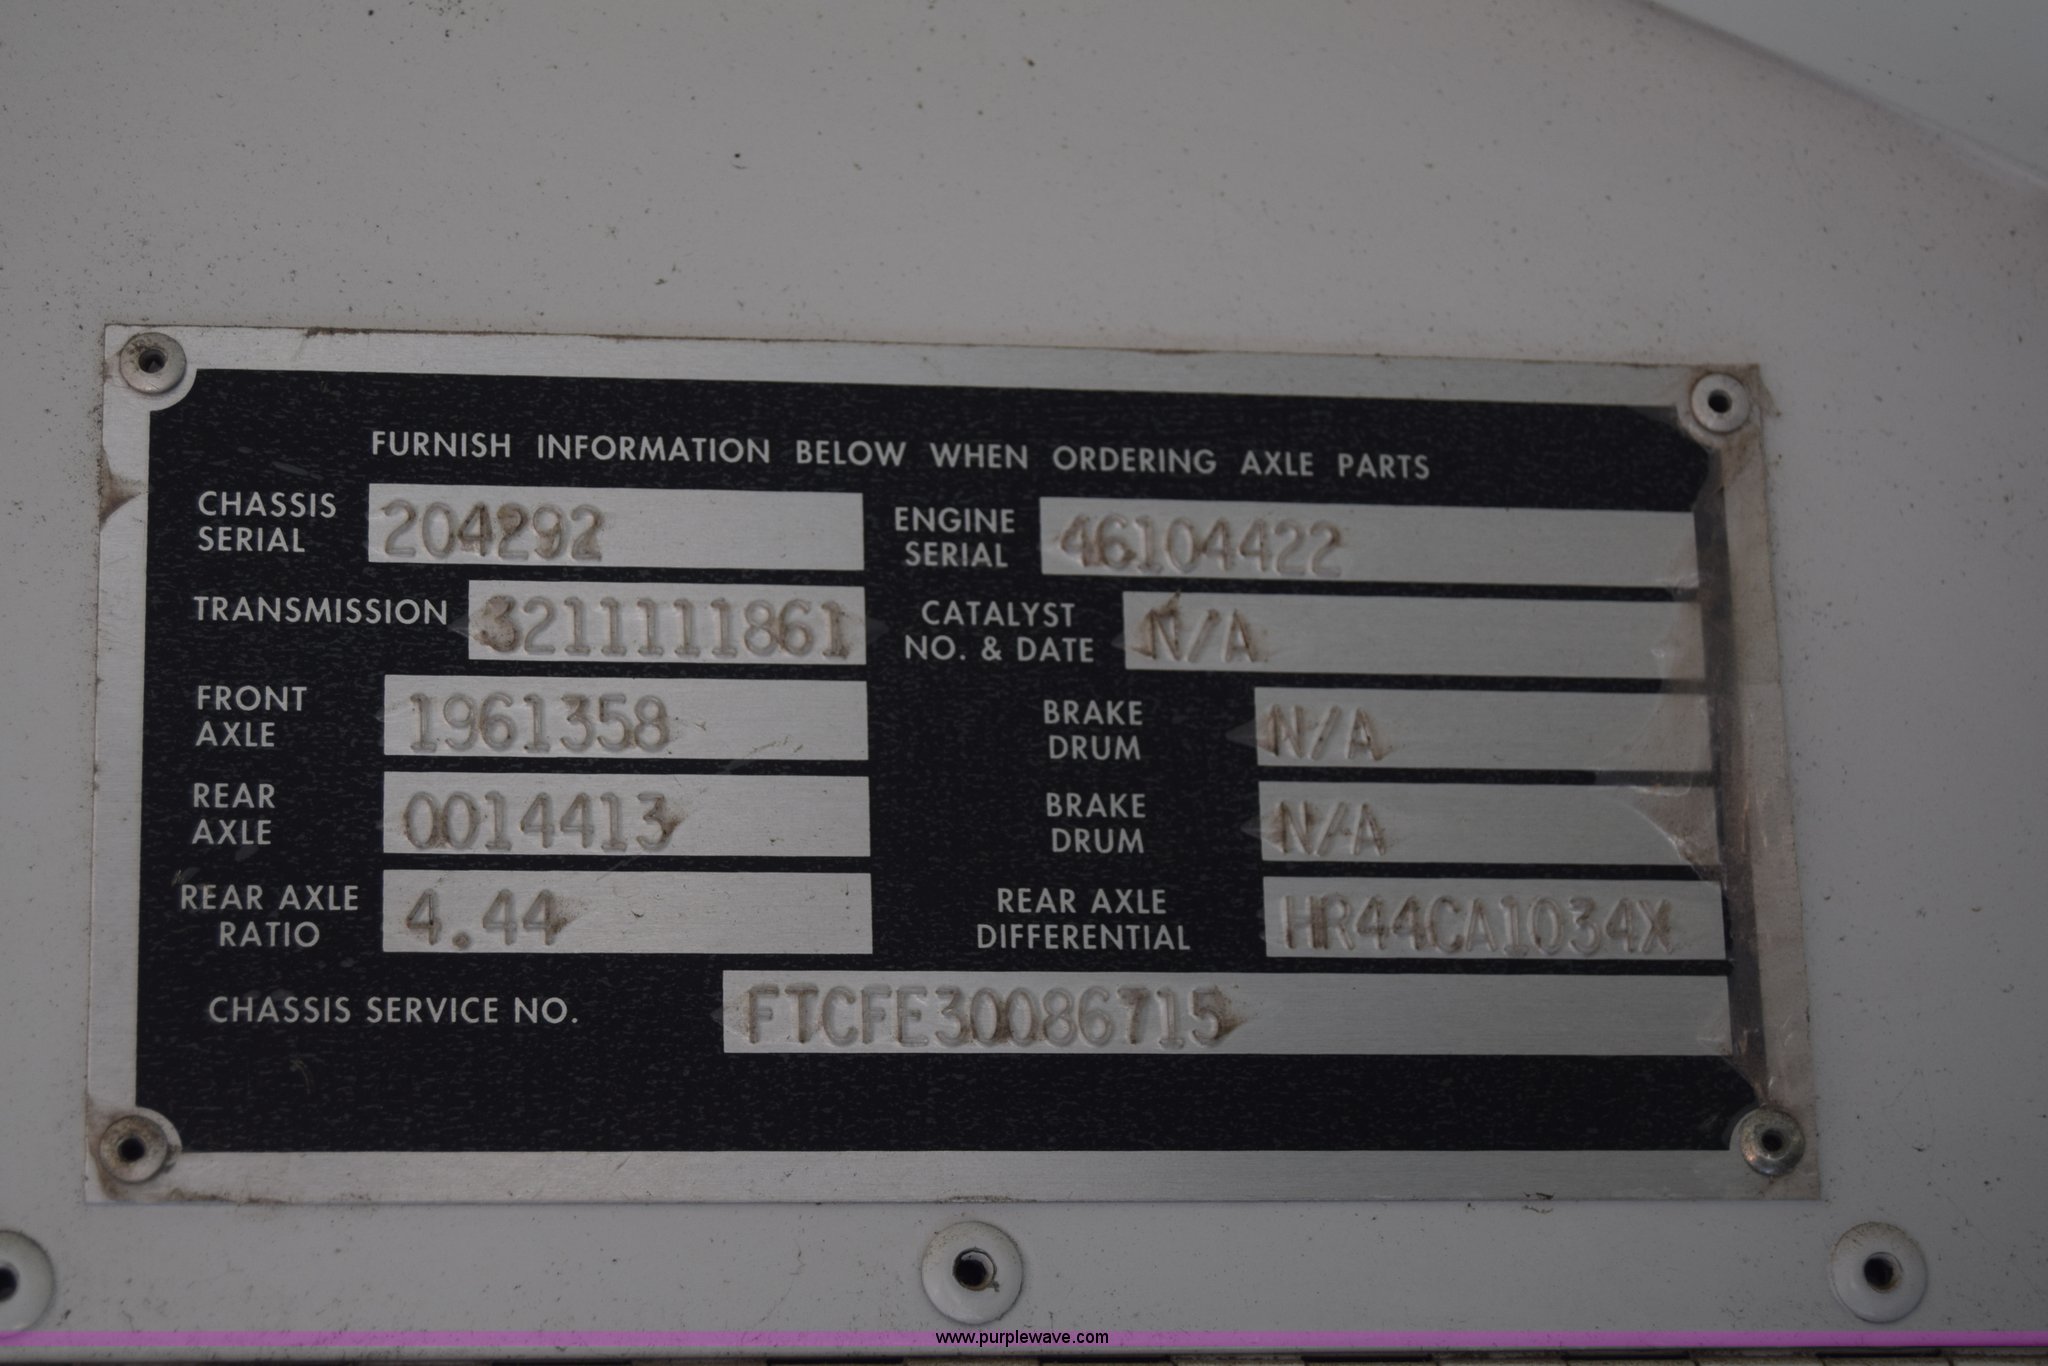 FURNISH INFORMATION BELOW WHEN ORDERING AXLE PARTS
CHASSIS
SERIAL
204292
ENGINE
SERIAL
46104422
TRANSMISSION
3211111861
CATALYST
NO. & DATE
N/A
FRONT
AXLE
1961358
BRAKE
DRUM
N/A
REAR
AXLE
0014413
BRAKE
DRUM
N/A
REAR AXLE
RATIO
4.44
REAR AXLE
DIFFERENTIAL
HR44CA1034X
CHASSIS SERVICE NO.
FTCFE30086715
www.purplewave.com